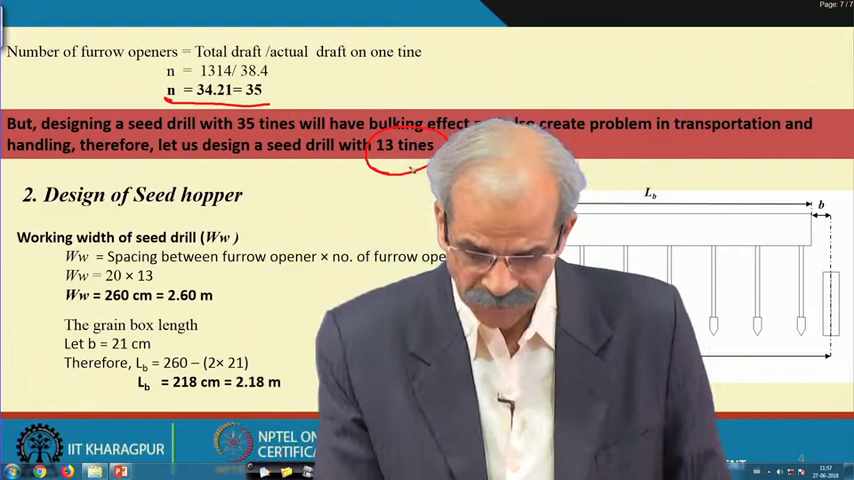 Page: 7 / 7
Number of furrow openers = Total draft /actual draft on one tine
n = 1314/ 38.4
n = 34.21= 35
But, designing a seed drill with 35 tines will have bulking effect create problem in transportation and
handling, therefore, let us design a seed drill with 13 tines
2. Design of Seed hopper
Lb
b
Working width of seed drill (Ww )
Ww = Spacing between furrow opener × no. of furrow
Ww = 20 × 13
Ww = 260 cm = 2.60 m
The grain box length
Let b = 21 cm
Therefore, Lb = 260 – (2× 21)
Lb = 218 cm = 2.18 m
IIT KHARAGPUR
NPTEL
4
11:57
27-06-2018